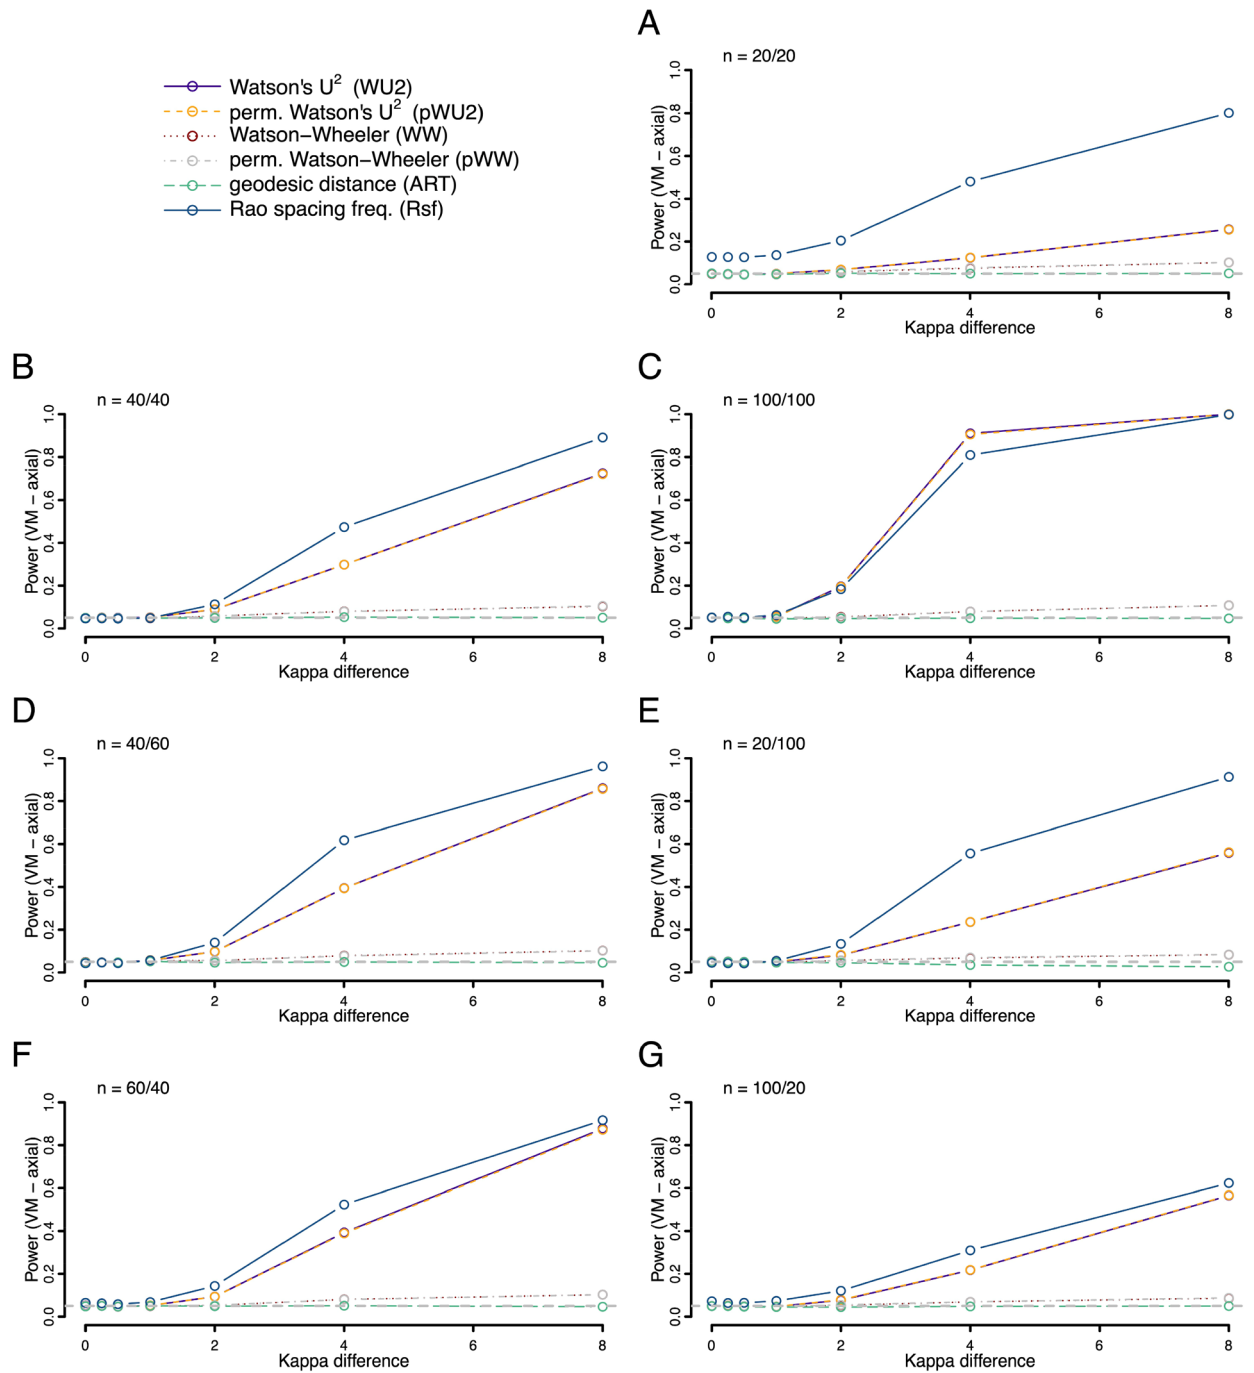 A
n = 20/20
Watson's U2 (WU2)
perm. Watson's U2 (pWU2)
Watson−Wheeler (WW)
perm. Watson−Wheeler (pWW)
geodesic distance (ART)
Rao spacing freq. (Rsf)
Power (VM − axial)
0.0 0.2 0.4 0.6 0.8 1.0
0 2 4 6 8
Kappa difference
B
n = 40/40
Power (VM − axial)
0.0 0.2 0.4 0.6 0.8 1.0
0 2 4 6 8
Kappa difference
C
n = 100/100
Power (VM − axial)
0.0 0.2 0.4 0.6 0.8 1.0
0 2 4 6 8
Kappa difference
D
n = 40/60
Power (VM − axial)
0.0 0.2 0.4 0.6 0.8 1.0
0 2 4 6 8
Kappa difference
E
n = 20/100
Power (VM − axial)
0.0 0.2 0.4 0.6 0.8 1.0
0 2 4 6 8
Kappa difference
F
n = 60/40
Power (VM − axial)
0.0 0.2 0.4 0.6 0.8 1.0
0 2 4 6 8
Kappa difference
G
n = 100/20
Power (VM − axial)
0.0 0.2 0.4 0.6 0.8 1.0
0 2 4 6 8
Kappa difference